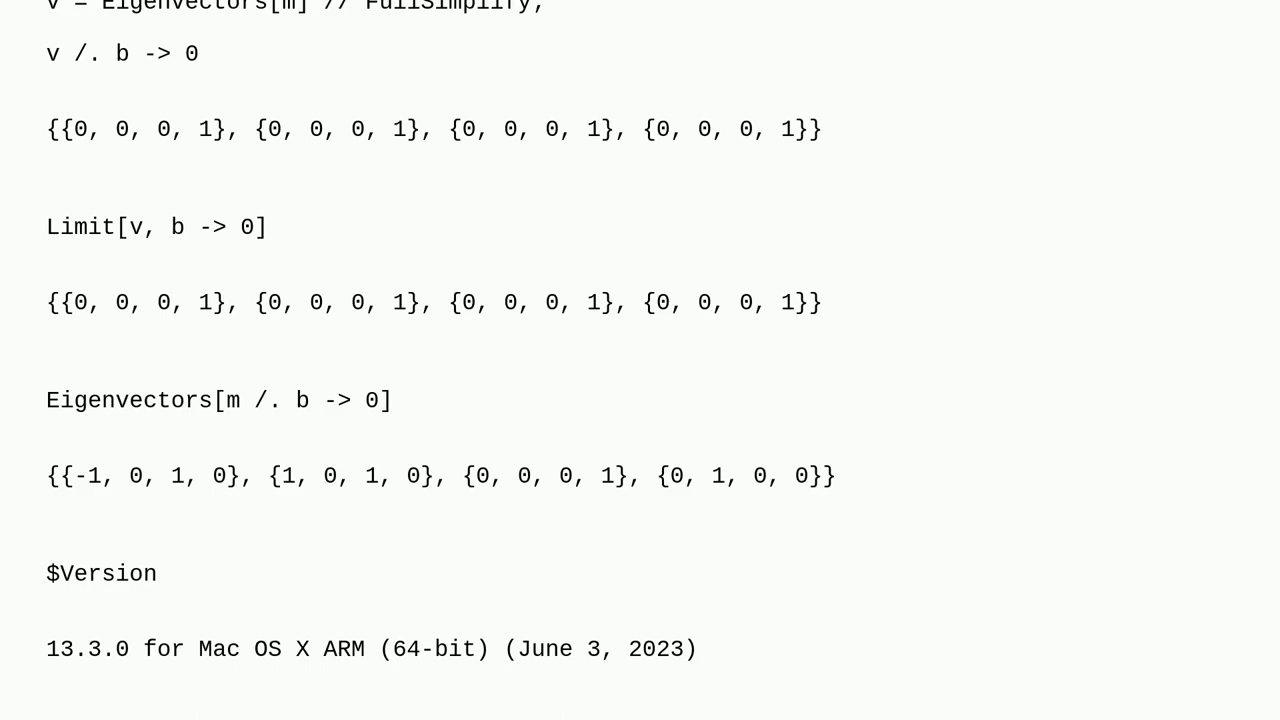 v = Eigenvectors[m] // FullSimplify;
v /. b -> 0
{{0, 0, 0, 1}, {0, 0, 0, 1}, {0, 0, 0, 1}, {0, 0, 0, 1}}
Limit[v, b -> 0]
{{0, 0, 0, 1}, {0, 0, 0, 1}, {0, 0, 0, 1}, {0, 0, 0, 1}}
Eigenvectors[m /. b -> 0]
{{-1, 0, 1, 0}, {1, 0, 1, 0}, {0, 0, 0, 1}, {0, 1, 0, 0}}
$Version
13.3.0 for Mac OS X ARM (64-bit) (June 3, 2023)